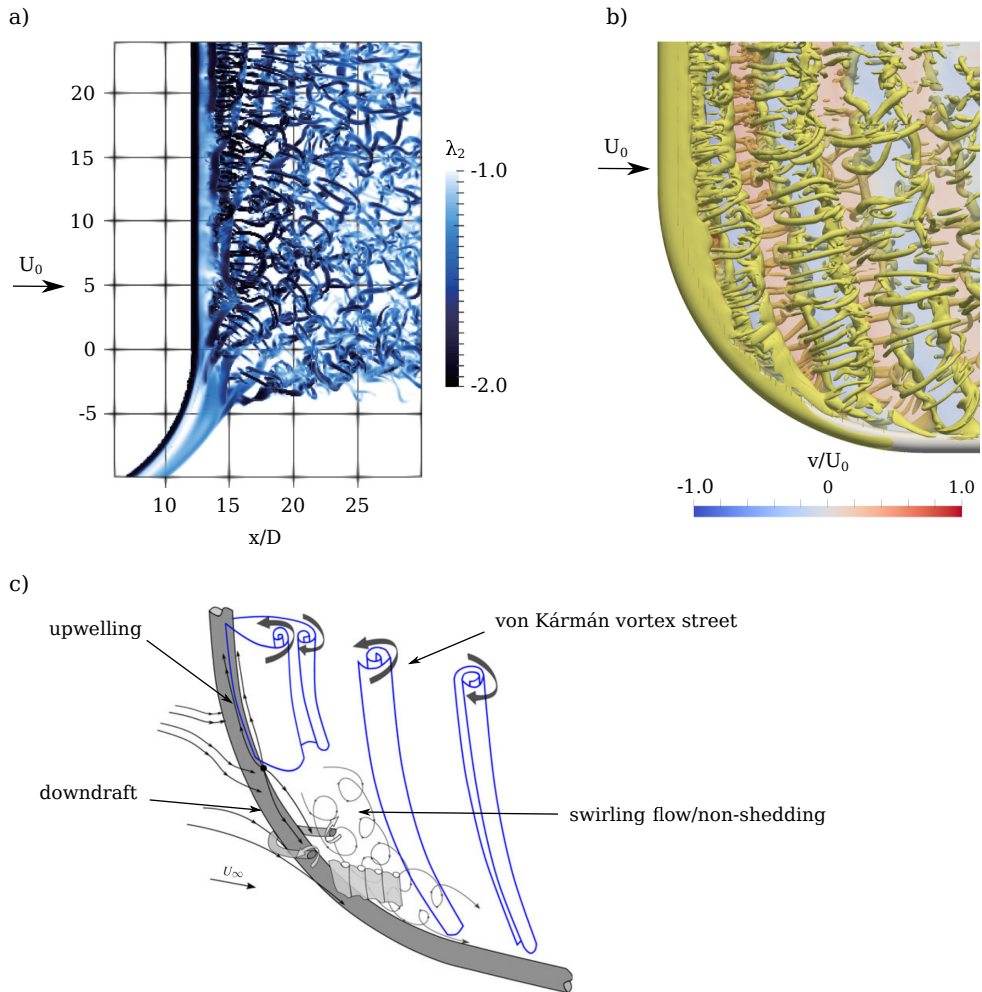 a)
b)
20
15
10
5
0
-5
10
15
20
25
x/D
U₀
λ₂
-1.0
-2.0
U₀
v/U₀
-1.0
0
1.0
c)
upwelling
von Kármán vortex street
downdraft
swirling flow/non-shedding
U∞